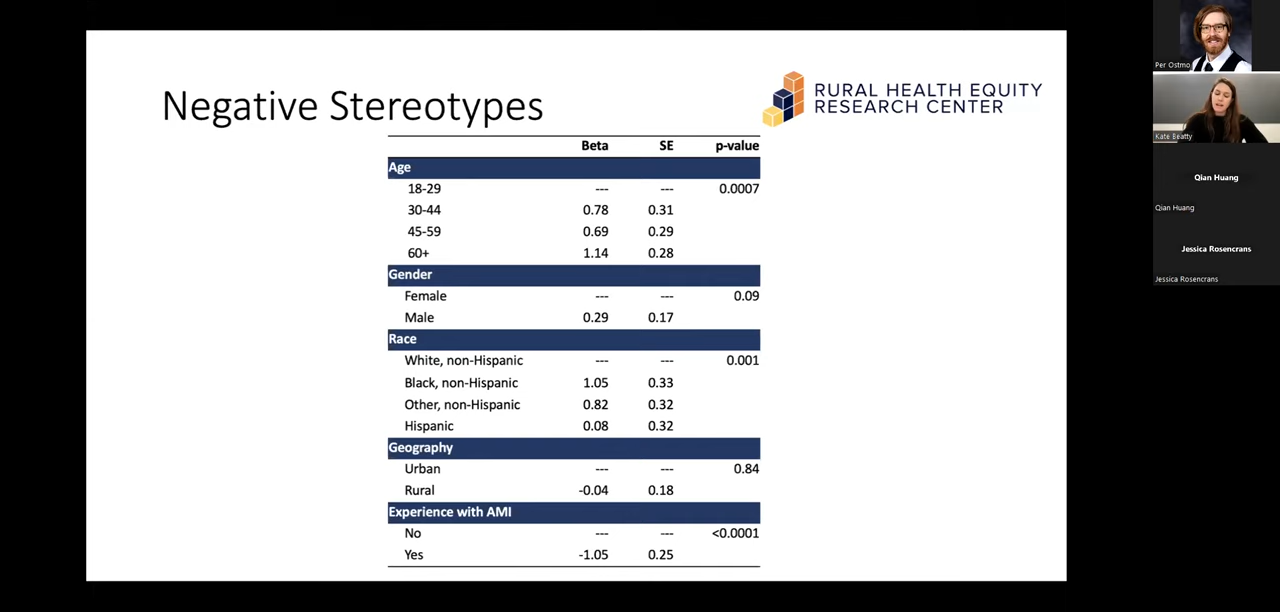 Negative Stereotypes
RURAL HEALTH EQUITY
RESEARCH CENTER
Beta SE p-value
Age
18-29 --- --- 0.0007
30-44 0.78 0.31
45-59 0.69 0.29
60+ 1.14 0.28
Gender
Female --- --- 0.09
Male 0.29 0.17
Race
White, non-Hispanic --- --- 0.001
Black, non-Hispanic 1.05 0.33
Other, non-Hispanic 0.82 0.32
Hispanic 0.08 0.32
Geography
Urban --- --- 0.84
Rural -0.04 0.18
Experience with AMI
No --- --- <0.0001
Yes -1.05 0.25
Per Ostmo
Kate Beatty
Qian Huang
Qian Huang
Jessica Rosencrans
Jessica Rosencrans